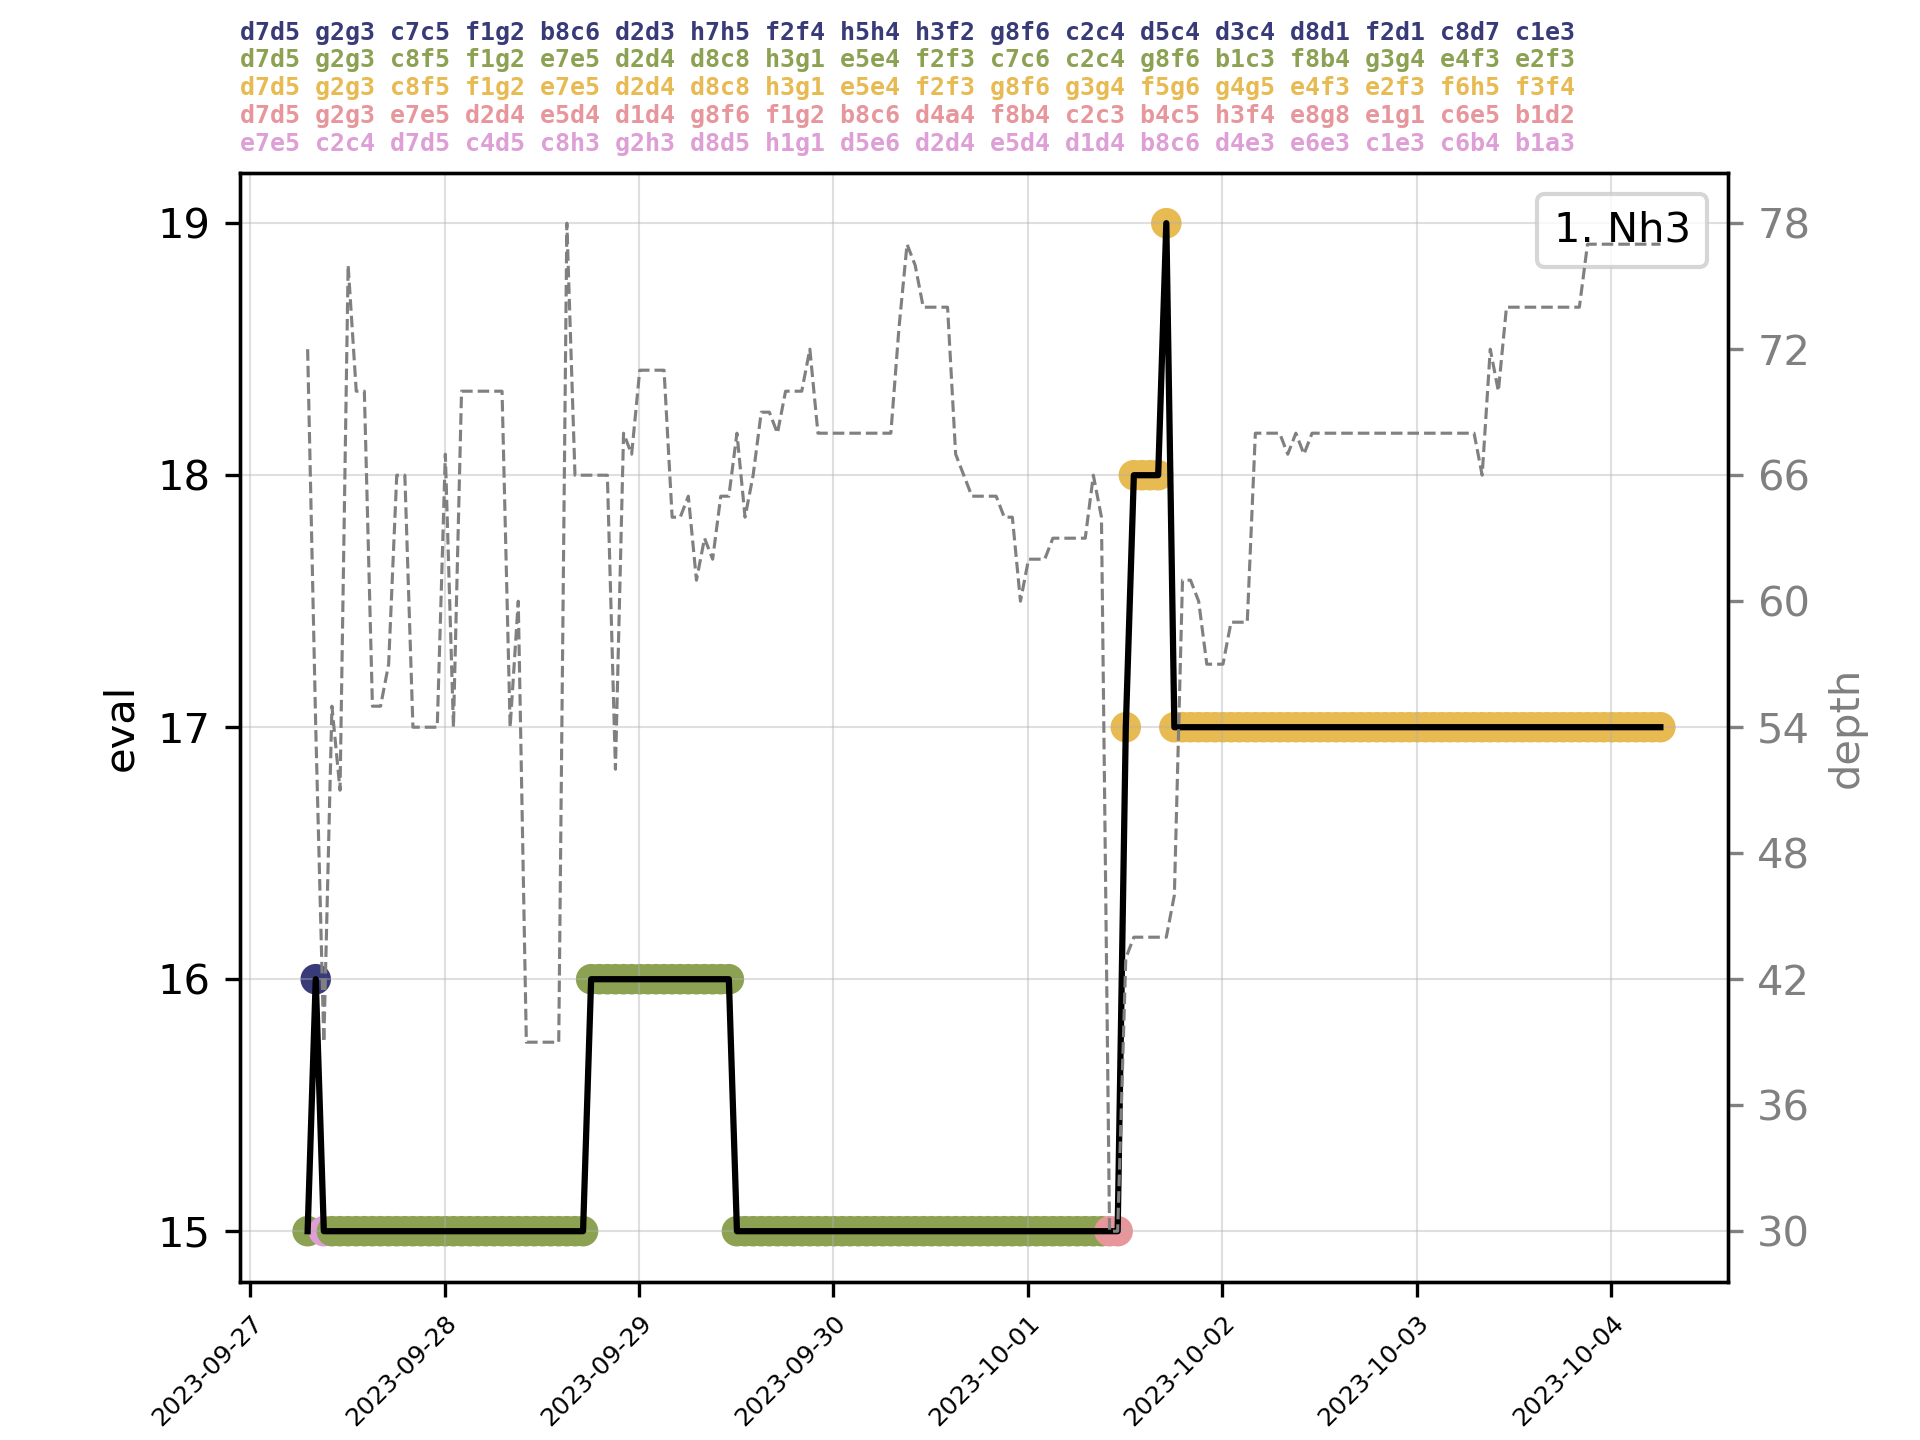 d7d5 g2g3 c7c5 f1g2 b8c6 d2d3 h7h5 f2f4 h5h4 h3f2 g8f6 c2c4 d5c4 d3c4 d8d1 f2d1 c8d7 c1e3
d7d5 g2g3 c8f5 f1g2 e7e5 d2d4 d8c8 h3g1 e5e4 f2f3 c7c6 c2c4 g8f6 b1c3 f8b4 g3g4 e4f3 e2f3
d7d5 g2g3 c8f5 f1g2 e7e5 d2d4 d8c8 h3g1 e5e4 f2f3 g8f6 g3g4 f5g6 g4g5 e4f3 e2f3 f6h5 f3f4
d7d5 g2g3 e7e5 d2d4 e5d4 d1d4 g8f6 f1g2 b8c6 d4a4 f8b4 c2c3 b4c5 h3f4 e8g8 e1g1 c6e5 b1d2
e7e5 c2c4 d7d5 c4d5 c8h3 g2h3 d8d5 h1g1 d5e6 d2d4 e5d4 d1d4 b8c6 d4e3 e6e3 c1e3 c6b4 b1a3
1. Nh3
19
18
17
16
15
eval
78
72
66
60
54
48
42
36
30
depth
2023-09-27
2023-09-28
2023-09-29
2023-09-30
2023-10-01
2023-10-02
2023-10-03
2023-10-04